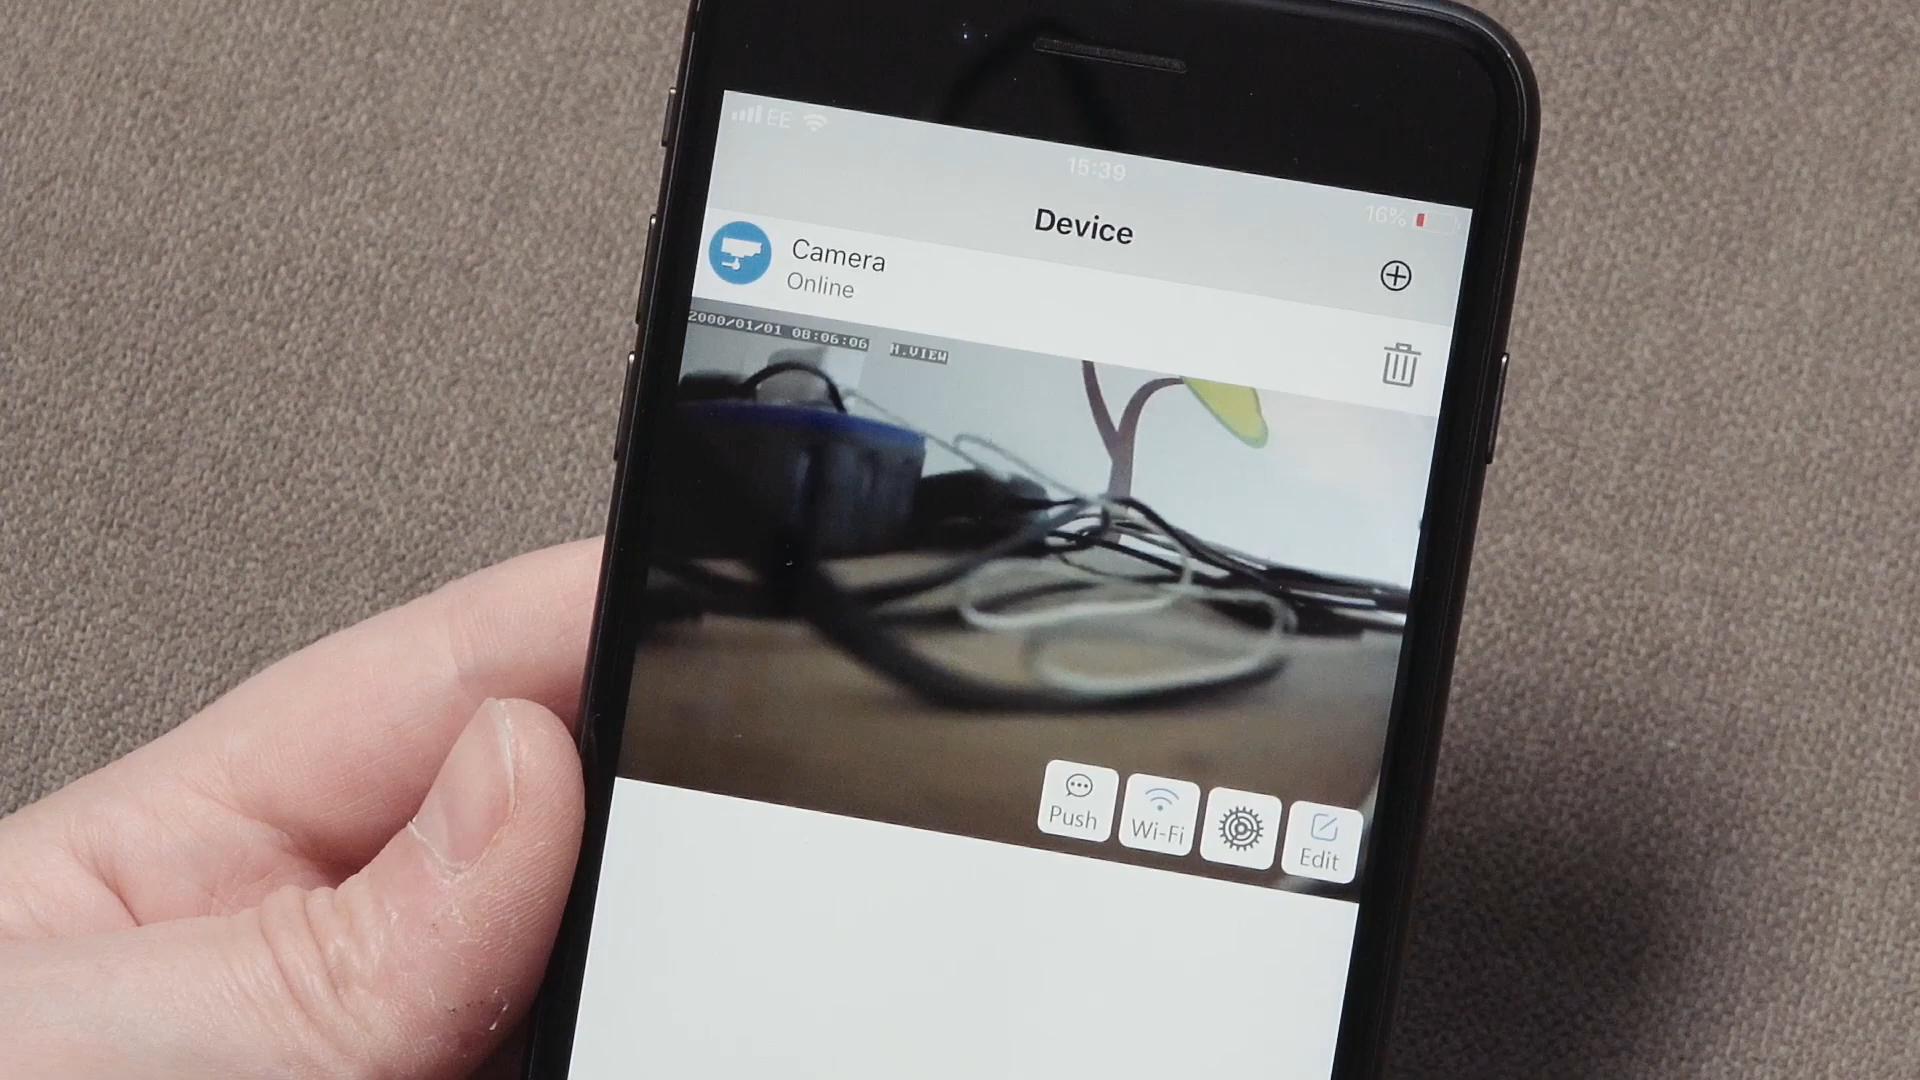 EE
15:39
16%
Device
Camera
Online
2000/01/01 08:06:06 H.VIEW
Push
Wi-Fi
Edit